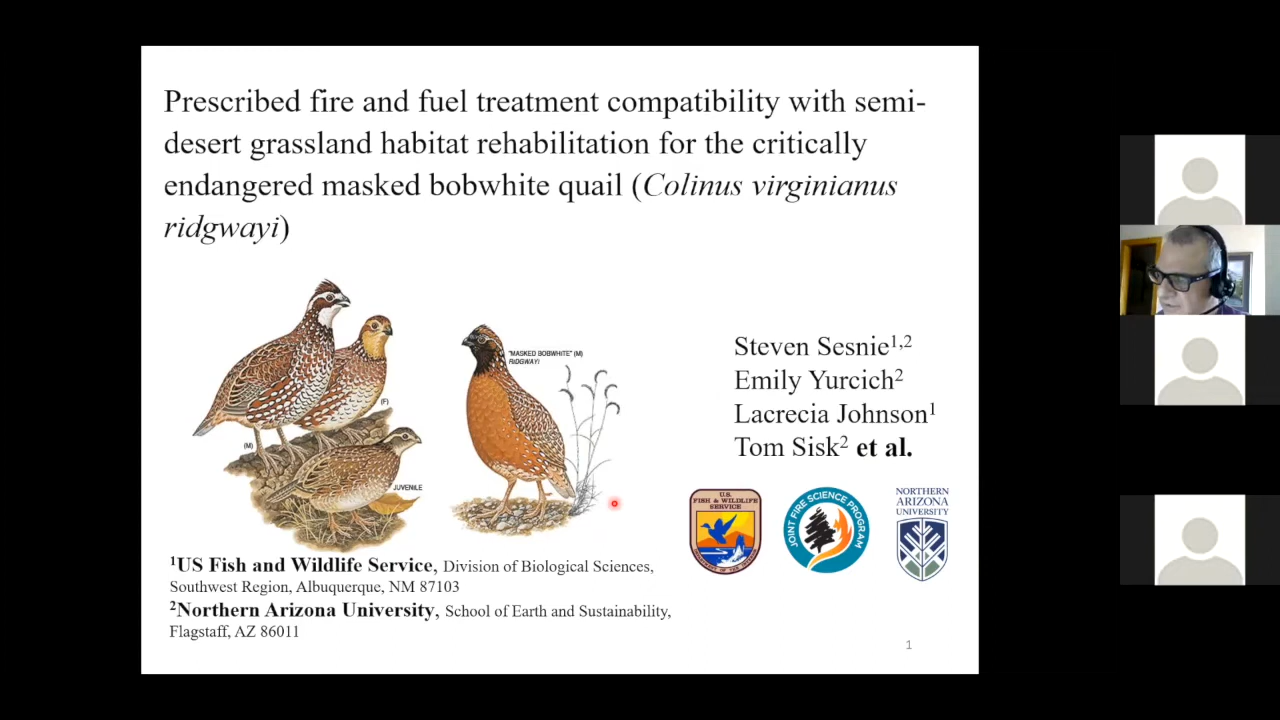 Prescribed fire and fuel treatment compatibility with semi-
desert grassland habitat rehabilitation for the critically
endangered masked bobwhite quail (Colinus virginianus
ridgwayi)
"MASKED BOBWHITE" (M)
RIDGWAYI
(F)
(M)
JUVENILE
Steven Sesnie1,2
Emily Yurcich2
Lacrecia Johnson1
Tom Sisk2 et al.
U.S.
FISH & WILDLIFE
SERVICE
JOINT FIRE SCIENCE PROGRAM
NORTHERN
ARIZONA
UNIVERSITY
1US Fish and Wildlife Service, Division of Biological Sciences,
Southwest Region, Albuquerque, NM 87103
2Northern Arizona University, School of Earth and Sustainability,
Flagstaff, AZ 86011
1